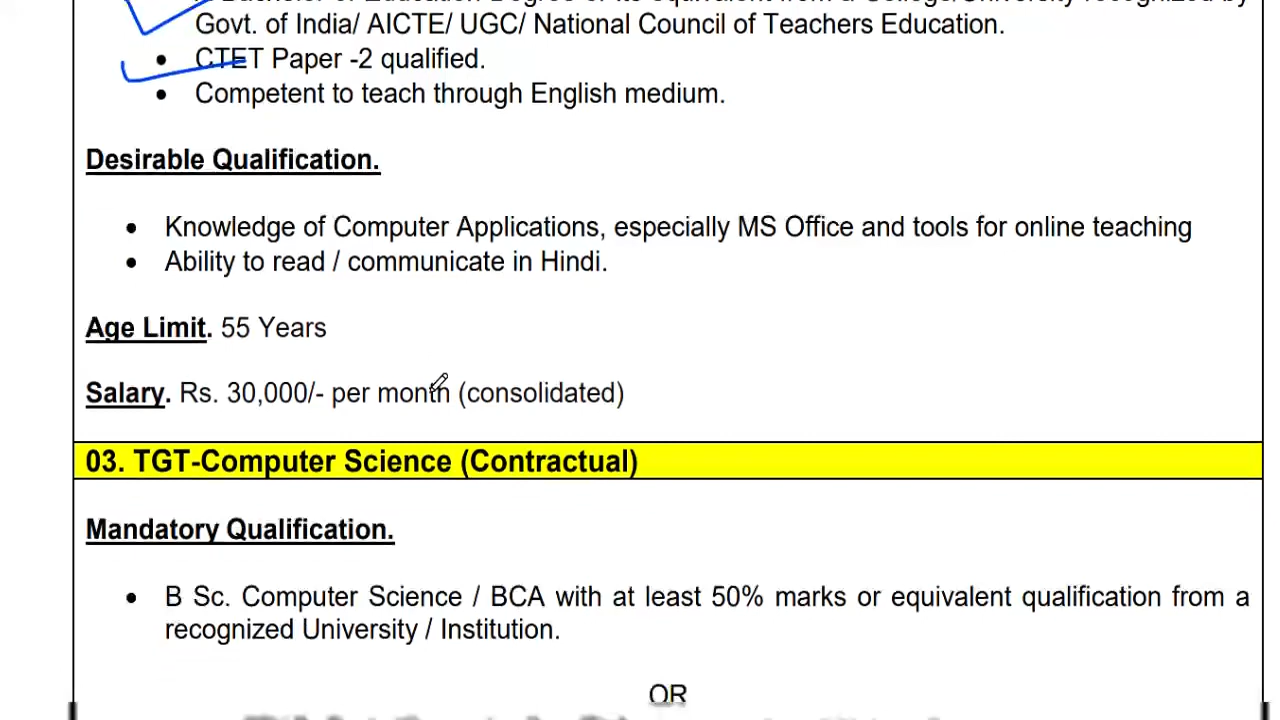 Govt. of India/ AICTE/ UGC/ National Council of Teachers Education.
• CTET Paper -2 qualified.
• Competent to teach through English medium.
Desirable Qualification.
• Knowledge of Computer Applications, especially MS Office and tools for online teaching
• Ability to read / communicate in Hindi.
Age Limit. 55 Years
Salary. Rs. 30,000/- per month (consolidated)
03. TGT-Computer Science (Contractual)
Mandatory Qualification.
• B Sc. Computer Science / BCA with at least 50% marks or equivalent qualification from a
recognized University / Institution.
OR